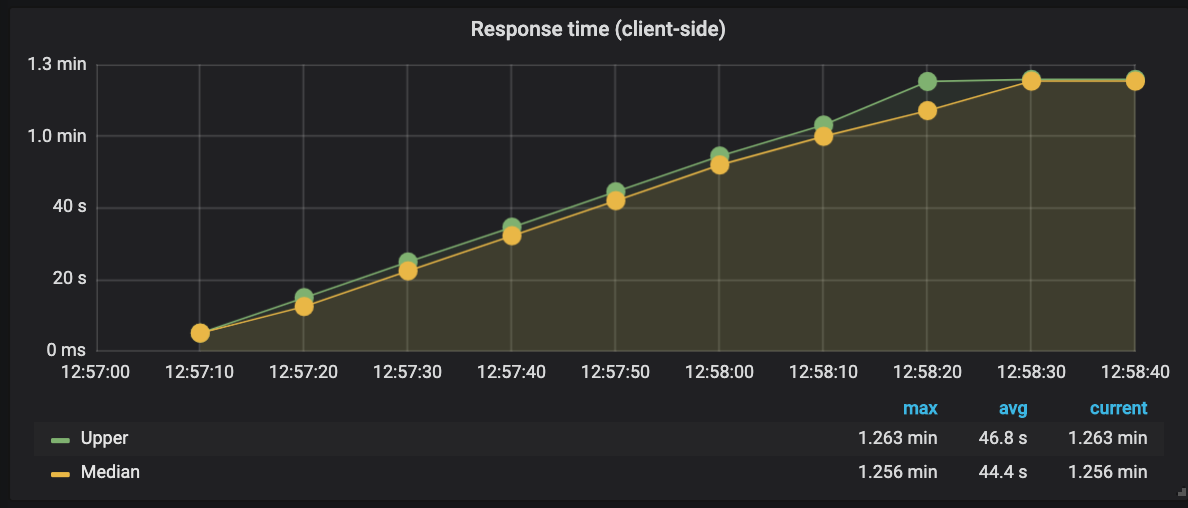 Response time (client-side)
1.3 min
1.0 min
40 s
20 s
0 ms
12:57:00 12:57:10 12:57:20 12:57:30 12:57:40 12:57:50 12:58:00 12:58:10 12:58:20 12:58:30 12:58:40
max avg current
Upper 1.263 min 46.8 s 1.263 min
Median 1.256 min 44.4 s 1.256 min